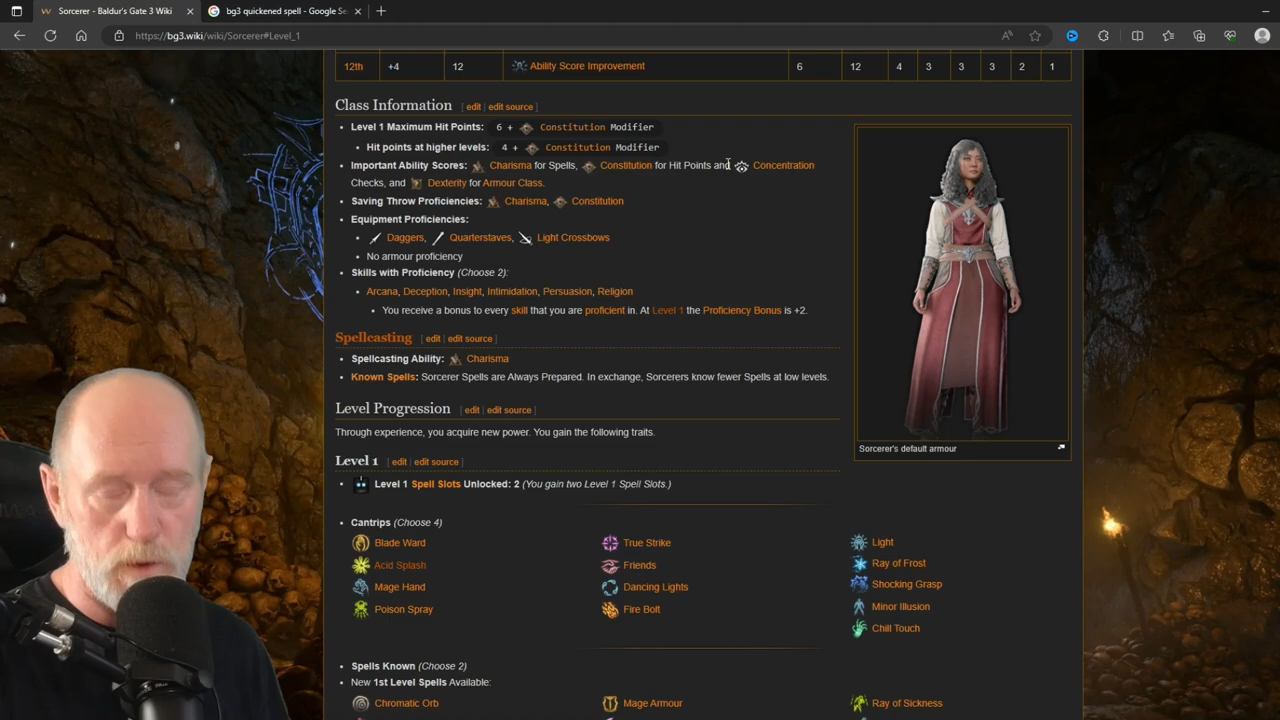 Sorcerer - Baldur's Gate 3 Wiki
bg3 quickened spell - Google Se
https://bg3.wiki/wiki/Sorcerer#Level_1
12th +4 12 Ability Score Improvement 6 12 4 3 3 3 2 1
Class Information [ edit | edit source ]
Level 1 Maximum Hit Points: 6 + Constitution Modifier
Hit points at higher levels: 4 + Constitution Modifier
Important Ability Scores: Charisma for Spells, Constitution for Hit Points and Concentration
Checks, and Dexterity for Armour Class.
Saving Throw Proficiencies: Charisma, Constitution
Equipment Proficiencies:
Daggers, Quarterstaves, Light Crossbows
No armour proficiency
Skills with Proficiency (Choose 2):
Arcana, Deception, Insight, Intimidation, Persuasion, Religion
You receive a bonus to every skill that you are proficient in. At Level 1 the Proficiency Bonus is +2.
Spellcasting [ edit | edit source ]
Spellcasting Ability: Charisma
Known Spells: Sorcerer Spells are Always Prepared. In exchange, Sorcerers know fewer Spells at low levels.
Level Progression [ edit | edit source ]
Sorcerer's default armour
Through experience, you acquire new power. You gain the following traits.
Level 1 [ edit | edit source ]
Level 1 Spell Slots Unlocked: 2 (You gain two Level 1 Spell Slots.)
Cantrips (Choose 4)
Blade Ward True Strike Light
Acid Splash Friends Ray of Frost
Mage Hand Dancing Lights Shocking Grasp
Poison Spray Fire Bolt Minor Illusion
Chill Touch
Spells Known (Choose 2)
New 1st Level Spells Available:
Chromatic Orb Mage Armour Ray of Sickness